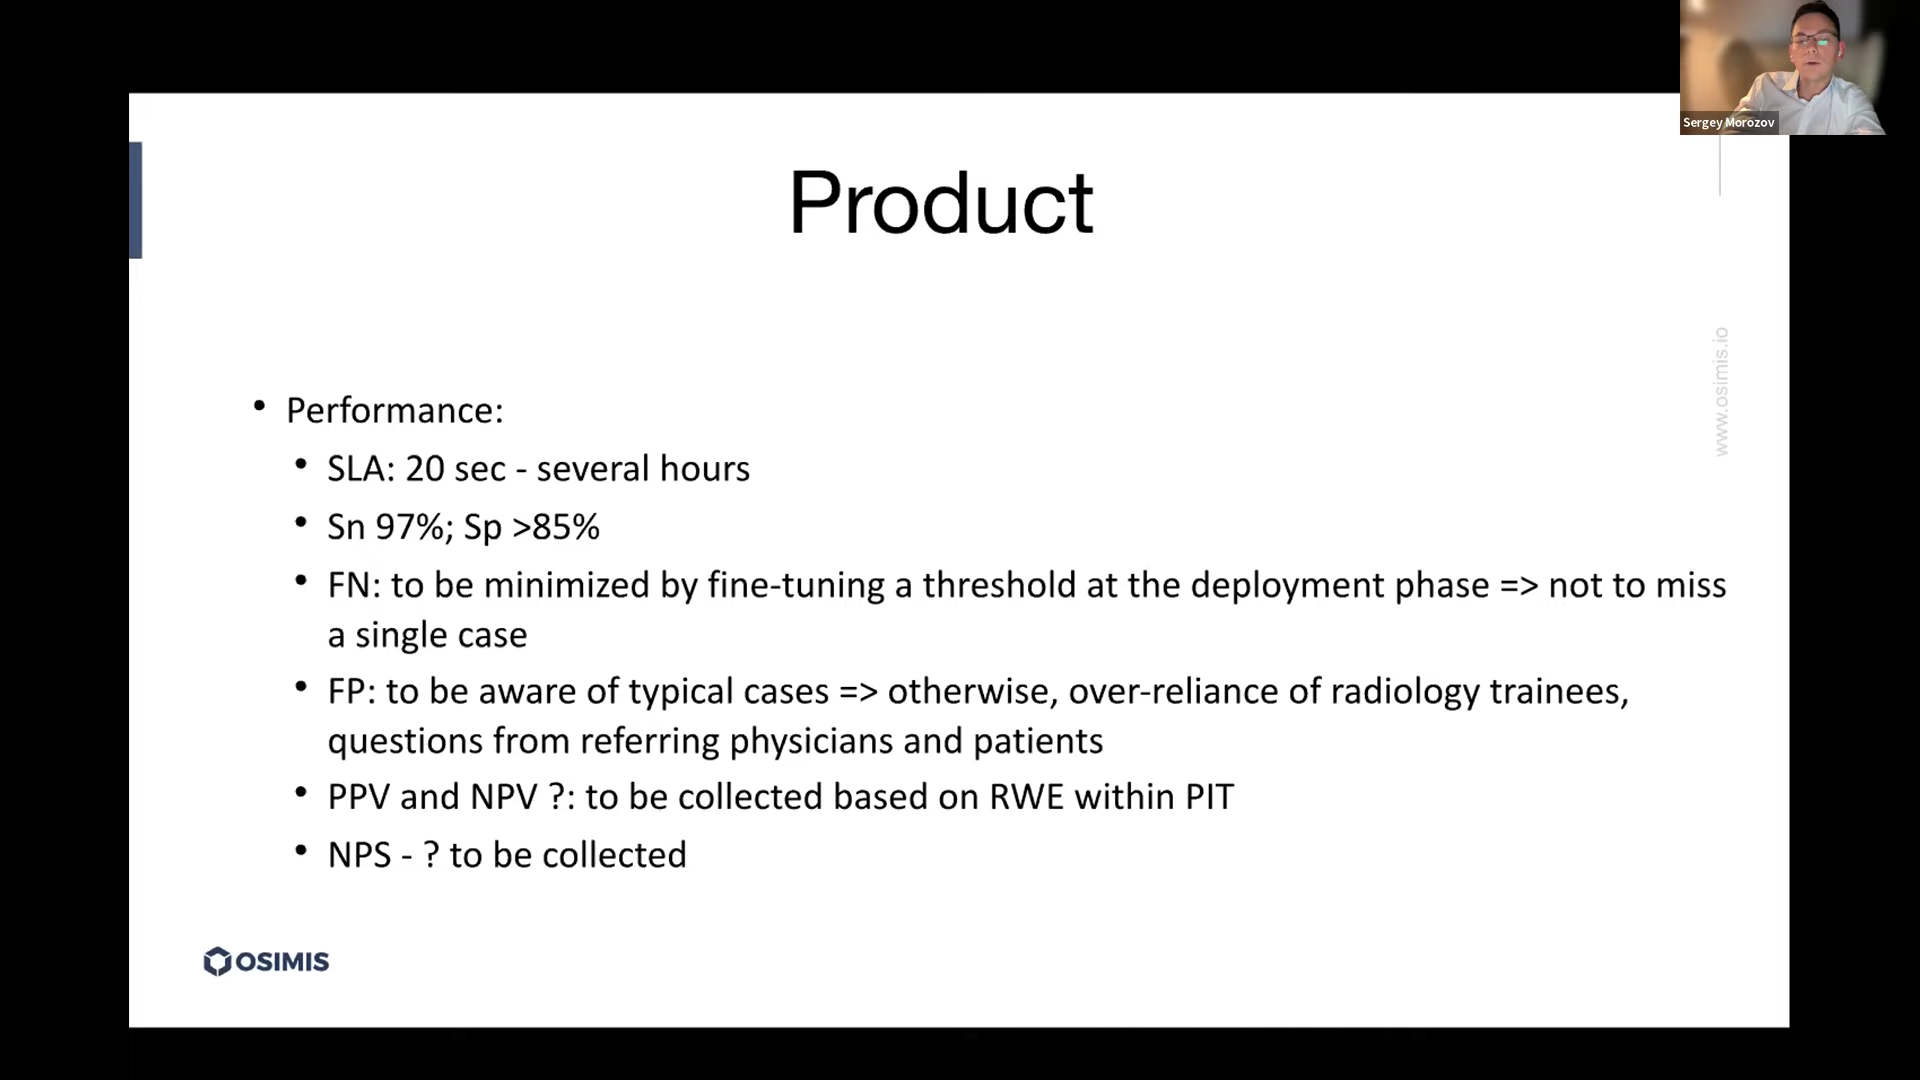 Sergey Morozov
Product
www.osimis.io
• Performance:
• SLA: 20 sec - several hours
• Sn 97%; Sp >85%
• FN: to be minimized by fine-tuning a threshold at the deployment phase => not to miss
a single case
• FP: to be aware of typical cases => otherwise, over-reliance of radiology trainees,
questions from referring physicians and patients
• PPV and NPV ?: to be collected based on RWE within PIT
• NPS - ? to be collected
OSIMIS